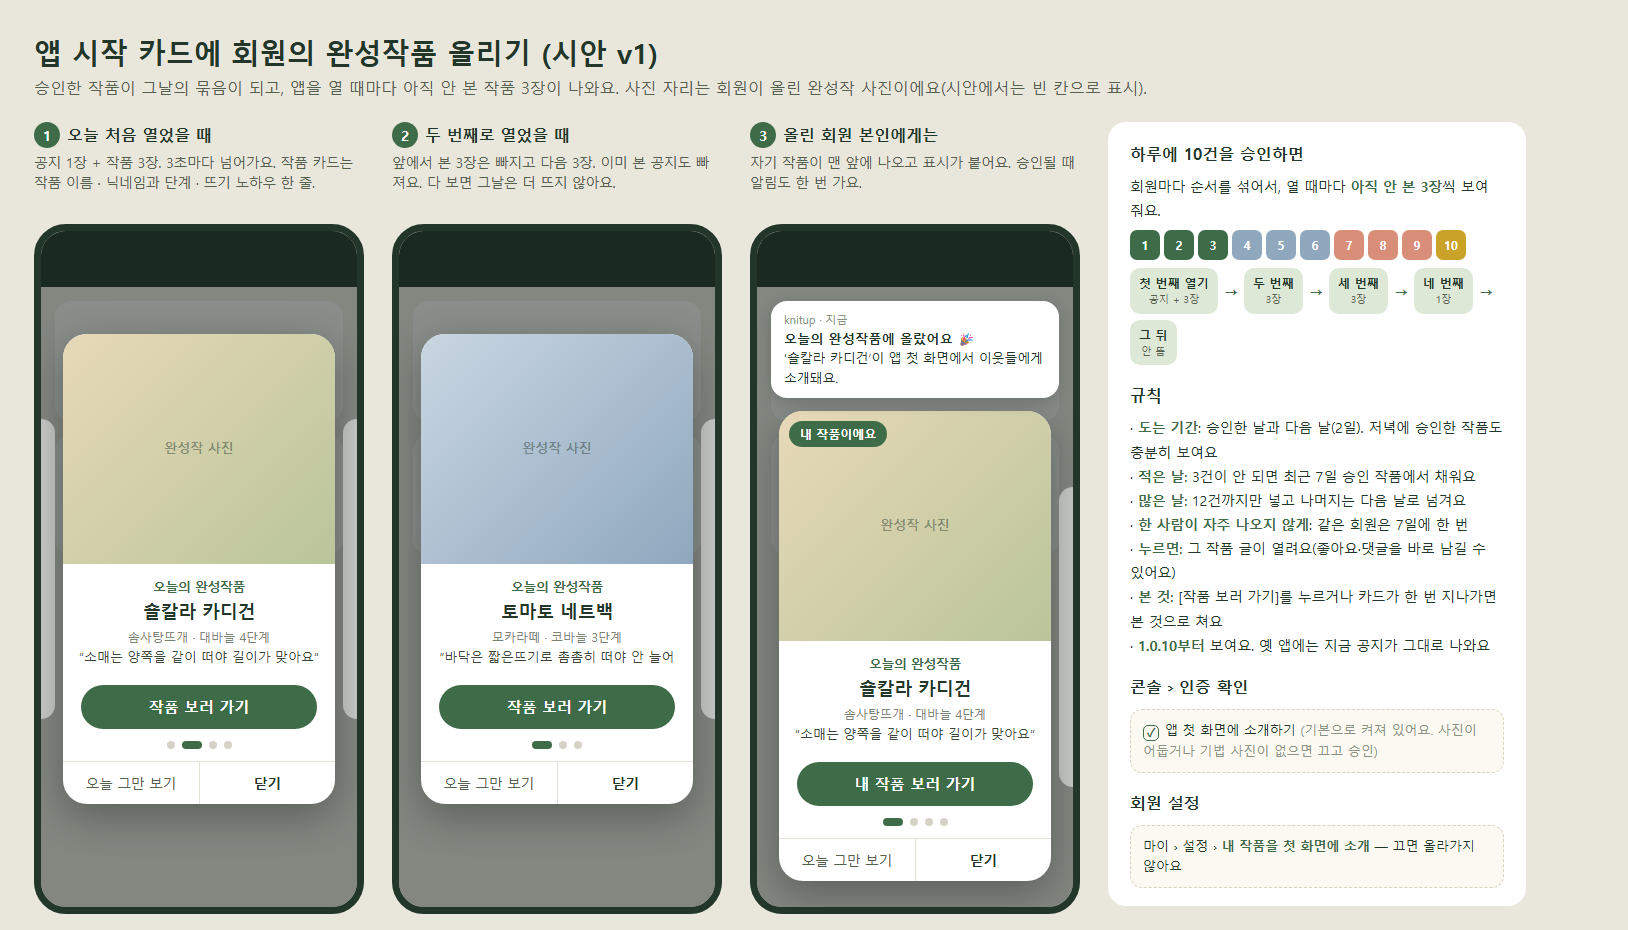 앱 시작 카드에 회원의 완성작품 올리기 (시안 v1)
승인한 작품이 그날의 묶음이 되고, 앱을 열 때마다 아직 안 본 작품 3장이 나와요. 사진 자리는 회원이 올린 완성작 사진이에요(시안에서는 빈 칸으로 표시).
1 오늘 처음 열었을 때
공지 1장 + 작품 3장. 3초마다 넘어가요. 작품 카드는
작품 이름 · 닉네임과 단계 · 뜨기 노하우 한 줄.
완성작 사진
오늘의 완성작품
숄칼라 카디건
솜사탕뜨개 · 대바늘 4단계
“소매는 양쪽을 같이 떠야 길이가 맞아요”
작품 보러 가기
오늘 그만 보기
닫기
2 두 번째로 열었을 때
앞에서 본 3장은 빠지고 다음 3장. 이미 본 공지도 빠
져요. 다 보면 그날은 더 뜨지 않아요.
완성작 사진
오늘의 완성작품
토마토 네트백
모카라떼 · 코바늘 3단계
“바닥은 짧은뜨기로 촘촘히 떠야 안 늘어
작품 보러 가기
오늘 그만 보기
닫기
3 올린 회원 본인에게는
자기 작품이 맨 앞에 나오고 표시가 붙어요. 승인될 때
알림도 한 번 가요.
knitup · 지금
오늘의 완성작품에 올랐어요 🎉
‘숄칼라 카디건’이 앱 첫 화면에서 이웃들에게
소개돼요.
내 작품이에요
완성작 사진
오늘의 완성작품
숄칼라 카디건
솜사탕뜨개 · 대바늘 4단계
“소매는 양쪽을 같이 떠야 길이가 맞아요”
내 작품 보러 가기
오늘 그만 보기
닫기
하루에 10건을 승인하면
회원마다 순서를 섞어서, 열 때마다 아직 안 본 3장씩 보여
줘요.
1 2 3 4 5 6 7 8 9 10
첫 번째 열기 → 두 번째 → 세 번째 → 네 번째 →
공지 + 3장 3장 3장 1장
그 뒤
안 뜸
규칙
· 도는 기간: 승인한 날과 다음 날(2일). 저녁에 승인한 작품도
충분히 보여요
· 적은 날: 3건이 안 되면 최근 7일 승인 작품에서 채워요
· 많은 날: 12건까지만 넣고 나머지는 다음 날로 넘겨요
· 한 사람이 자주 나오지 않게: 같은 회원은 7일에 한 번
· 누르면: 그 작품 글이 열려요(좋아요·댓글을 바로 남길 수
있어요)
· 본 것: [작품 보러 가기]를 누르거나 카드가 한 번 지나가면
본 것으로 쳐요
· 1.0.10부터 보여요. 옛 앱에는 지금 공지가 그대로 나와요
콘솔 › 인증 확인
앱 첫 화면에 소개하기 (기본으로 켜져 있어요. 사진이
어둡거나 기법 사진이 없으면 끄고 승인)
회원 설정
마이 › 설정 › 내 작품을 첫 화면에 소개 — 끄면 올라가지
않아요